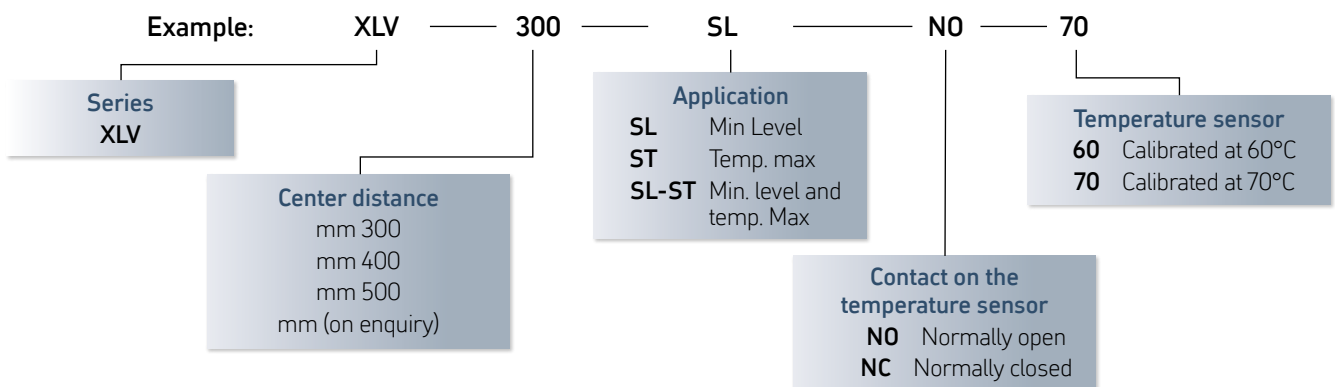 Example: XLV 300 SL NO 70
Series
XLV
Center distance
mm 300
mm 400
mm 500
mm (on enquiry)
Application
SL Min Level
ST Temp. max
SL-ST Min. level and
temp. Max
Contact on the
temperature sensor
NO Normally open
NC Normally closed
Temperature sensor
60 Calibrated at 60°C
70 Calibrated at 70°C